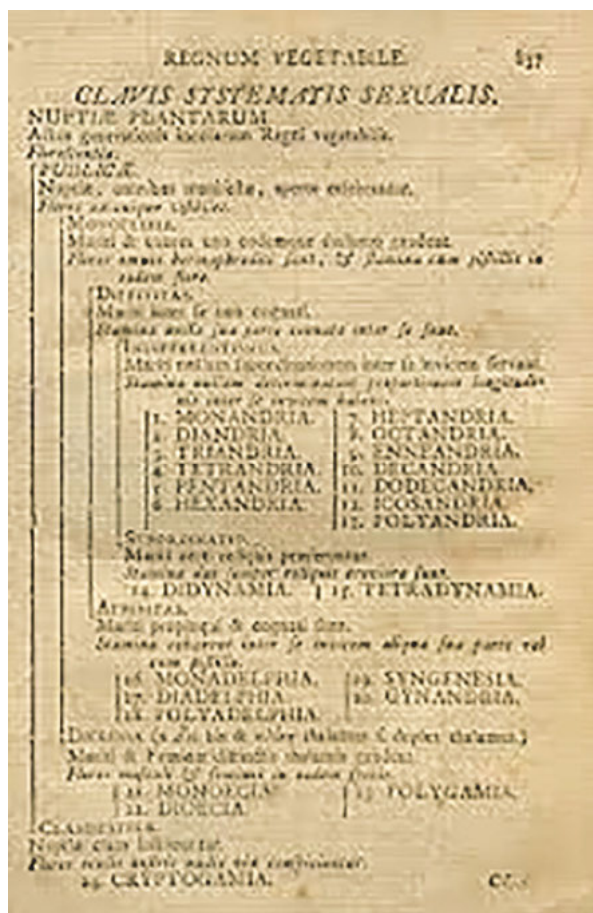 REGNUM VEGETABILE. 837
CLAVIS SYSTEMATIS SEXUALIS.
NUPTIÆ PLANTARUM.
Actus generationis incolarum Regni vegetabilis.
Florescentia.
PUBLICÆ.
Nuptiæ, omnibus manifestæ, aperte celebrantur.
Flores unicuique visibiles.
MONOCLINIA.
Mariti & uxores uno eodemque thalamo gaudent.
Flores omnes hermaphroditi sunt, & stamina cum pistillis in
eodem flore.
DIFFINITAS.
Mariti inter se non cognati.
Stamina nulla sua parte connata inter se sunt.
INDIFFERENTISMUS.
Mariti nullam subordinationem inter se invicem servant.
Stamina nullam determinatam proportionem longitudi-
nis inter se invicem habent.
1. MONANDRIA. 7. HEPTANDRIA.
2. DIANDRIA. 8. OCTANDRIA.
3. TRIANDRIA. 9. ENNEANDRIA.
4. TETRANDRIA. 10. DECANDRIA.
5. PENTANDRIA. 11. DODECANDRIA.
6. HEXANDRIA. 12. ICOSANDRIA.
13. POLYANDRIA.
SUBORDINATIO.
Mariti certi reliquis præferuntur.
Stamina duo semper reliquis breviora sunt.
14. DIDYNAMIA. 15. TETRADYNAMIA.
AFFINITAS.
Mariti propinqui & cognati sunt.
Stamina cohærent inter se invicem aliqua sua parte vel
cum pistillo.
16. MONADELPHIA. 19. SYNGENESIA.
17. DIADELPHIA. 20. GYNANDRIA.
18. POLYADELPHIA.
DICLINIA (a dis bis & thalamus s. duplex thalamus.)
Mariti & Feminæ distinctis thalamis gaudent.
Flores masculi & feminei in eadem specie.
21. MONOECIA. 23. POLYGAMIA.
22. DIOECIA.
CLANDESTINÆ.
Nuptiæ clam instituuntur.
Flores oculis nostris nudis vix conspiciuntur.
24. CRYPTOGAMIA.